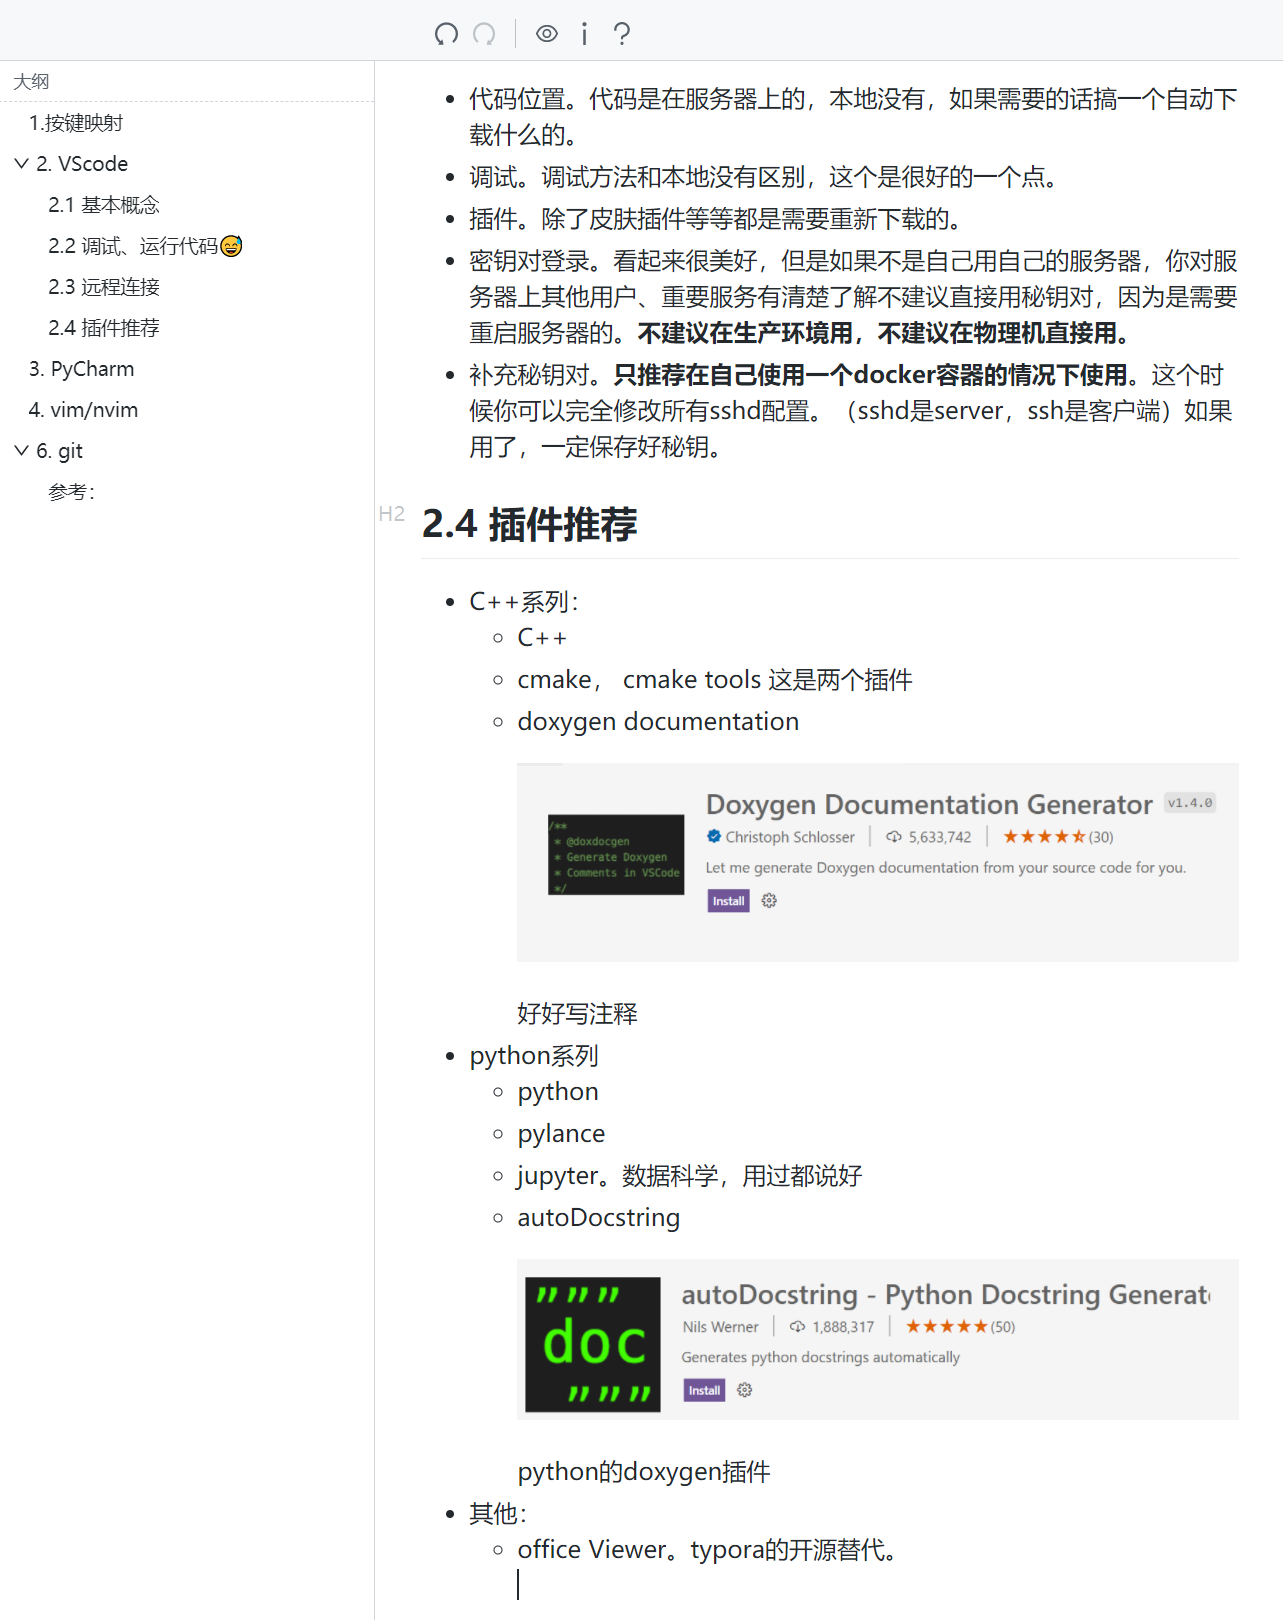 大纲
1.按键映射
2. VScode
2.1 基本概念
2.2 调试、运行代码😅
2.3 远程连接
2.4 插件推荐
3. PyCharm
4. vim/nvim
6. git
参考：
代码位置。代码是在服务器上的，本地没有，如果需要的话搞一个自动下
载什么的。
调试。调试方法和本地没有区别，这个是很好的一个点。
插件。除了皮肤插件等等都是需要重新下载的。
密钥对登录。看起来很美好，但是如果不是自己用自己的服务器，你对服
务器上其他用户、重要服务有清楚了解不建议直接用秘钥对，因为是需要
重启服务器的。不建议在生产环境用，不建议在物理机直接用。
补充秘钥对。只推荐在自己使用一个docker容器的情况下使用。这个时
候你可以完全修改所有sshd配置。（sshd是server，ssh是客户端）如果
用了，一定保存好秘钥。
H2
2.4 插件推荐
C++系列：
C++
cmake， cmake tools 这是两个插件
doxygen documentation
/**
* @doxdocgen
* Generate Doxygen
* Comments in VSCode
*/
Doxygen Documentation Generator v1.4.0
Christoph Schlosser | 5,633,742 | ★★★★⯨(30)
Let me generate Doxygen documentation from your source code for you.
Install
好好写注释
python系列
python
pylance
jupyter。数据科学，用过都说好
autoDocstring
"""
doc
"""
autoDocstring - Python Docstring Generat
Nils Werner | 1,888,317 | ★★★★★(50)
Generates python docstrings automatically
Install
python的doxygen插件
其他：
office Viewer。typora的开源替代。